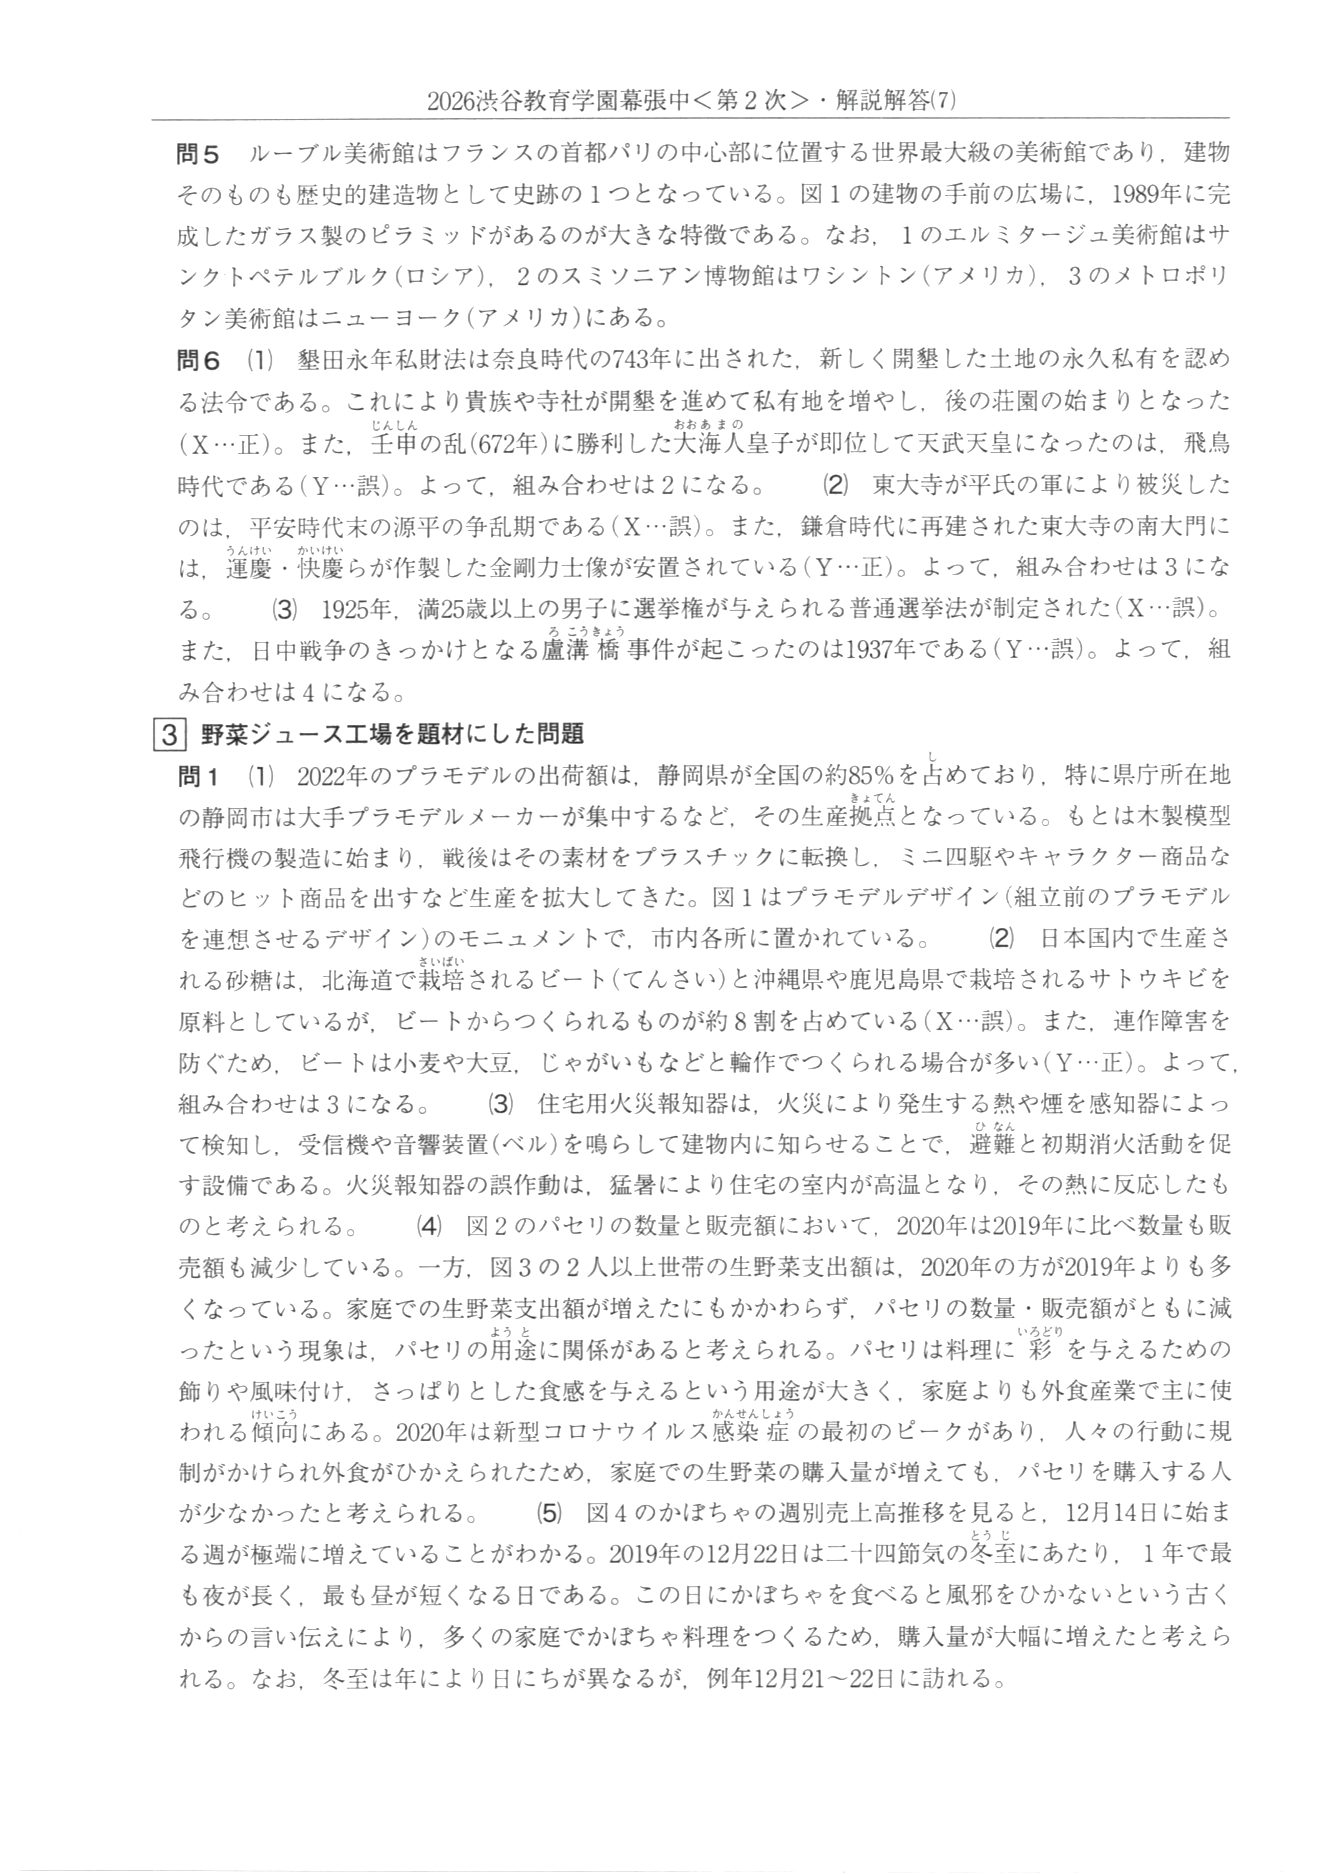 2026渋谷教育学園幕張中＜第２次＞・解説解答(7)
問５　ルーブル美術館はフランスの首都パリの中心部に位置する世界最大級の美術館であり，建物
そのものも歴史的建造物として史跡の１つとなっている。図１の建物の手前の広場に，1989年に完
成したガラス製のピラミッドがあるのが大きな特徴である。なお，１のエルミタージュ美術館はサ
ンクトペテルブルク(ロシア)，２のスミソニアン博物館はワシントン(アメリカ)，３のメトロポリ
タン美術館はニューヨーク(アメリカ)にある。
問６　(1)　墾田永年私財法は奈良時代の743年に出された，新しく開墾した土地の永久私有を認め
る法令である。これにより貴族や寺社が開墾を進めて私有地を増やし，後の荘園の始まりとなった
じんしん　おおあまの
(Ｘ…正)。また，壬申の乱(672年)に勝利した大海人皇子が即位して天武天皇になったのは，飛鳥
時代である(Ｙ…誤)。よって，組み合わせは２になる。　(2)　東大寺が平氏の軍により被災した
のは，平安時代末の源平の争乱期である(Ｘ…誤)。また，鎌倉時代に再建された東大寺の南大門に
うんけい　かいけい
は，運慶・快慶らが作製した金剛力士像が安置されている(Ｙ…正)。よって，組み合わせは３にな
る。　(3)　1925年，満25歳以上の男子に選挙権が与えられる普通選挙法が制定された(Ｘ…誤)。
ろこうきょう
また，日中戦争のきっかけとなる盧溝橋事件が起こったのは1937年である(Ｙ…誤)。よって，組
み合わせは４になる。
３　野菜ジュース工場を題材にした問題
し
問１　(1)　2022年のプラモデルの出荷額は，静岡県が全国の約85％を占めており，特に県庁所在地
きょてん
の静岡市は大手プラモデルメーカーが集中するなど，その生産拠点となっている。もとは木製模型
飛行機の製造に始まり，戦後はその素材をプラスチックに転換し，ミニ四駆やキャラクター商品な
どのヒット商品を出すなど生産を拡大してきた。図１はプラモデルデザイン(組立前のプラモデル
を連想させるデザイン)のモニュメントで，市内各所に置かれている。　(2)　日本国内で生産さ
さいばい
れる砂糖は，北海道で栽培されるビート(てんさい)と沖縄県や鹿児島県で栽培されるサトウキビを
原料としているが，ビートからつくられるものが約８割を占めている(Ｘ…誤)。また，連作障害を
防ぐため，ビートは小麦や大豆，じゃがいもなどと輪作でつくられる場合が多い(Ｙ…正)。よって，
組み合わせは３になる。　(3)　住宅用火災報知器は，火災により発生する熱や煙を感知器によっ
ひなん
て検知し，受信機や音響装置(ベル)を鳴らして建物内に知らせることで，避難と初期消火活動を促
す設備である。火災報知器の誤作動は，猛暑により住宅の室内が高温となり，その熱に反応したも
のと考えられる。　(4)　図２のパセリの数量と販売額において，2020年は2019年に比べ数量も販
売額も減少している。一方，図３の２人以上世帯の生野菜支出額は，2020年の方が2019年よりも多
くなっている。家庭での生野菜支出額が増えたにもかかわらず，パセリの数量・販売額がともに減
ようと　いろどり
ったという現象は，パセリの用途に関係があると考えられる。パセリは料理に彩を与えるための
飾りや風味付け，さっぱりとした食感を与えるという用途が大きく，家庭よりも外食産業で主に使
けいこう　かんせんしょう
われる傾向にある。2020年は新型コロナウイルス感染症の最初のピークがあり，人々の行動に規
制がかけられ外食がひかえられたため，家庭での生野菜の購入量が増えても，パセリを購入する人
が少なかったと考えられる。　(5)　図４のかぼちゃの週別売上高推移を見ると，12月14日に始ま
とうじ
る週が極端に増えていることがわかる。2019年の12月22日は二十四節気の冬至にあたり，１年で最
も夜が長く，最も昼が短くなる日である。この日にかぼちゃを食べると風邪をひかないという古く
からの言い伝えにより，多くの家庭でかぼちゃ料理をつくるため，購入量が大幅に増えたと考えら
れる。なお，冬至は年により日にちが異なるが，例年12月21～22日に訪れる。